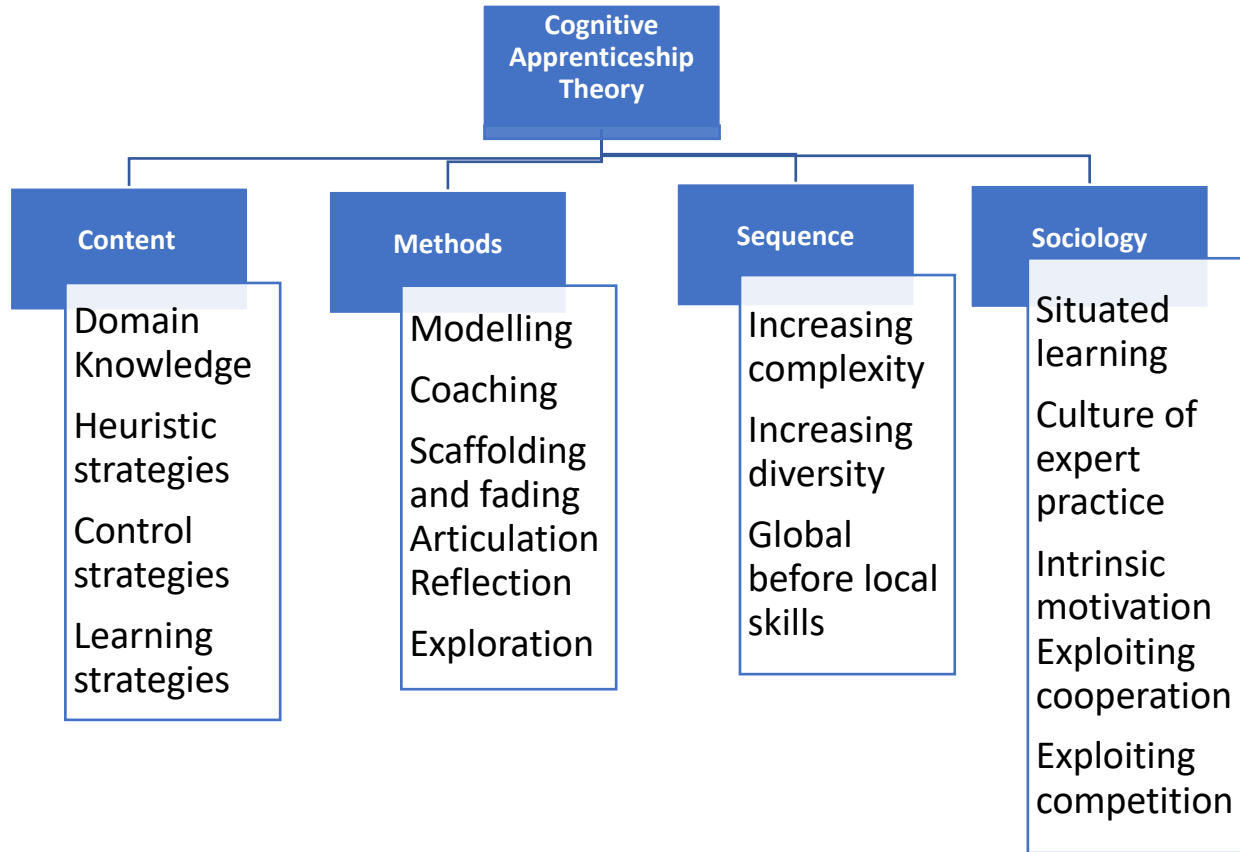 Cognitive
Apprenticeship
Theory
Content
Domain
Knowledge
Heuristic
strategies
Control
strategies
Learning
strategies
Methods
Modelling
Coaching
Scaffolding
and fading
Articulation
Reflection
Exploration
Sequence
Increasing
complexity
Increasing
diversity
Global
before local
skills
Sociology
Situated
learning
Culture of
expert
practice
Intrinsic
motivation
Exploiting
cooperation
Exploiting
competition